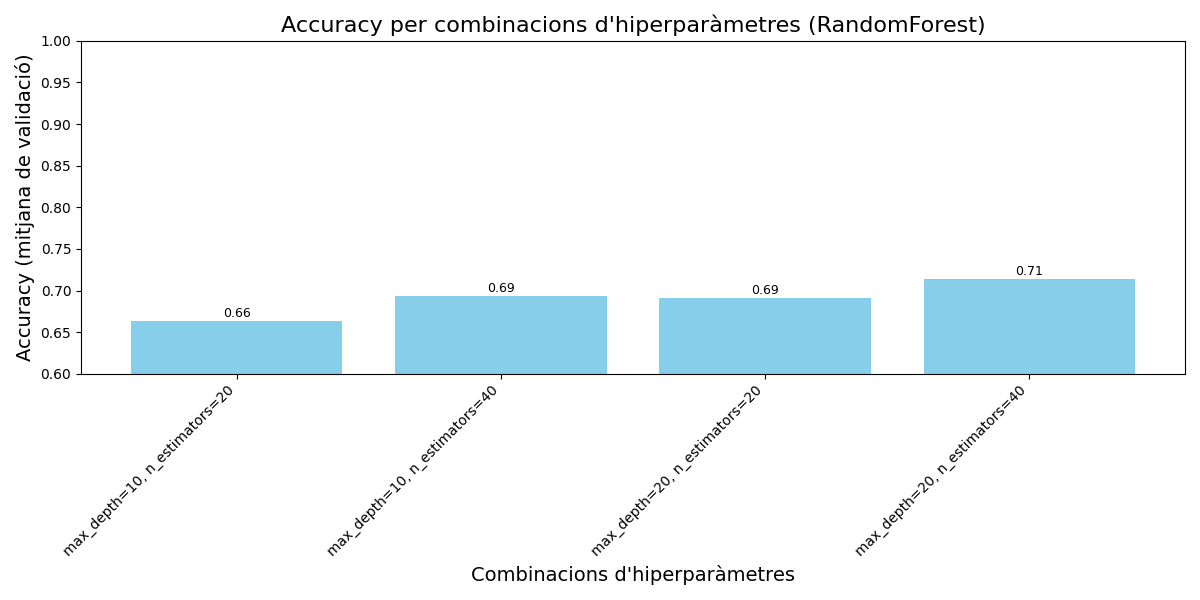 Accuracy per combinacions d'hiperparàmetres (RandomForest)
Accuracy (mitjana de validació)
1.00
0.95
0.90
0.85
0.80
0.75
0.70
0.65
0.60
0.66
0.69
0.69
0.71
max_depth=10, n_estimators=20
max_depth=10, n_estimators=40
max_depth=20, n_estimators=20
max_depth=20, n_estimators=40
Combinacions d'hiperparàmetres